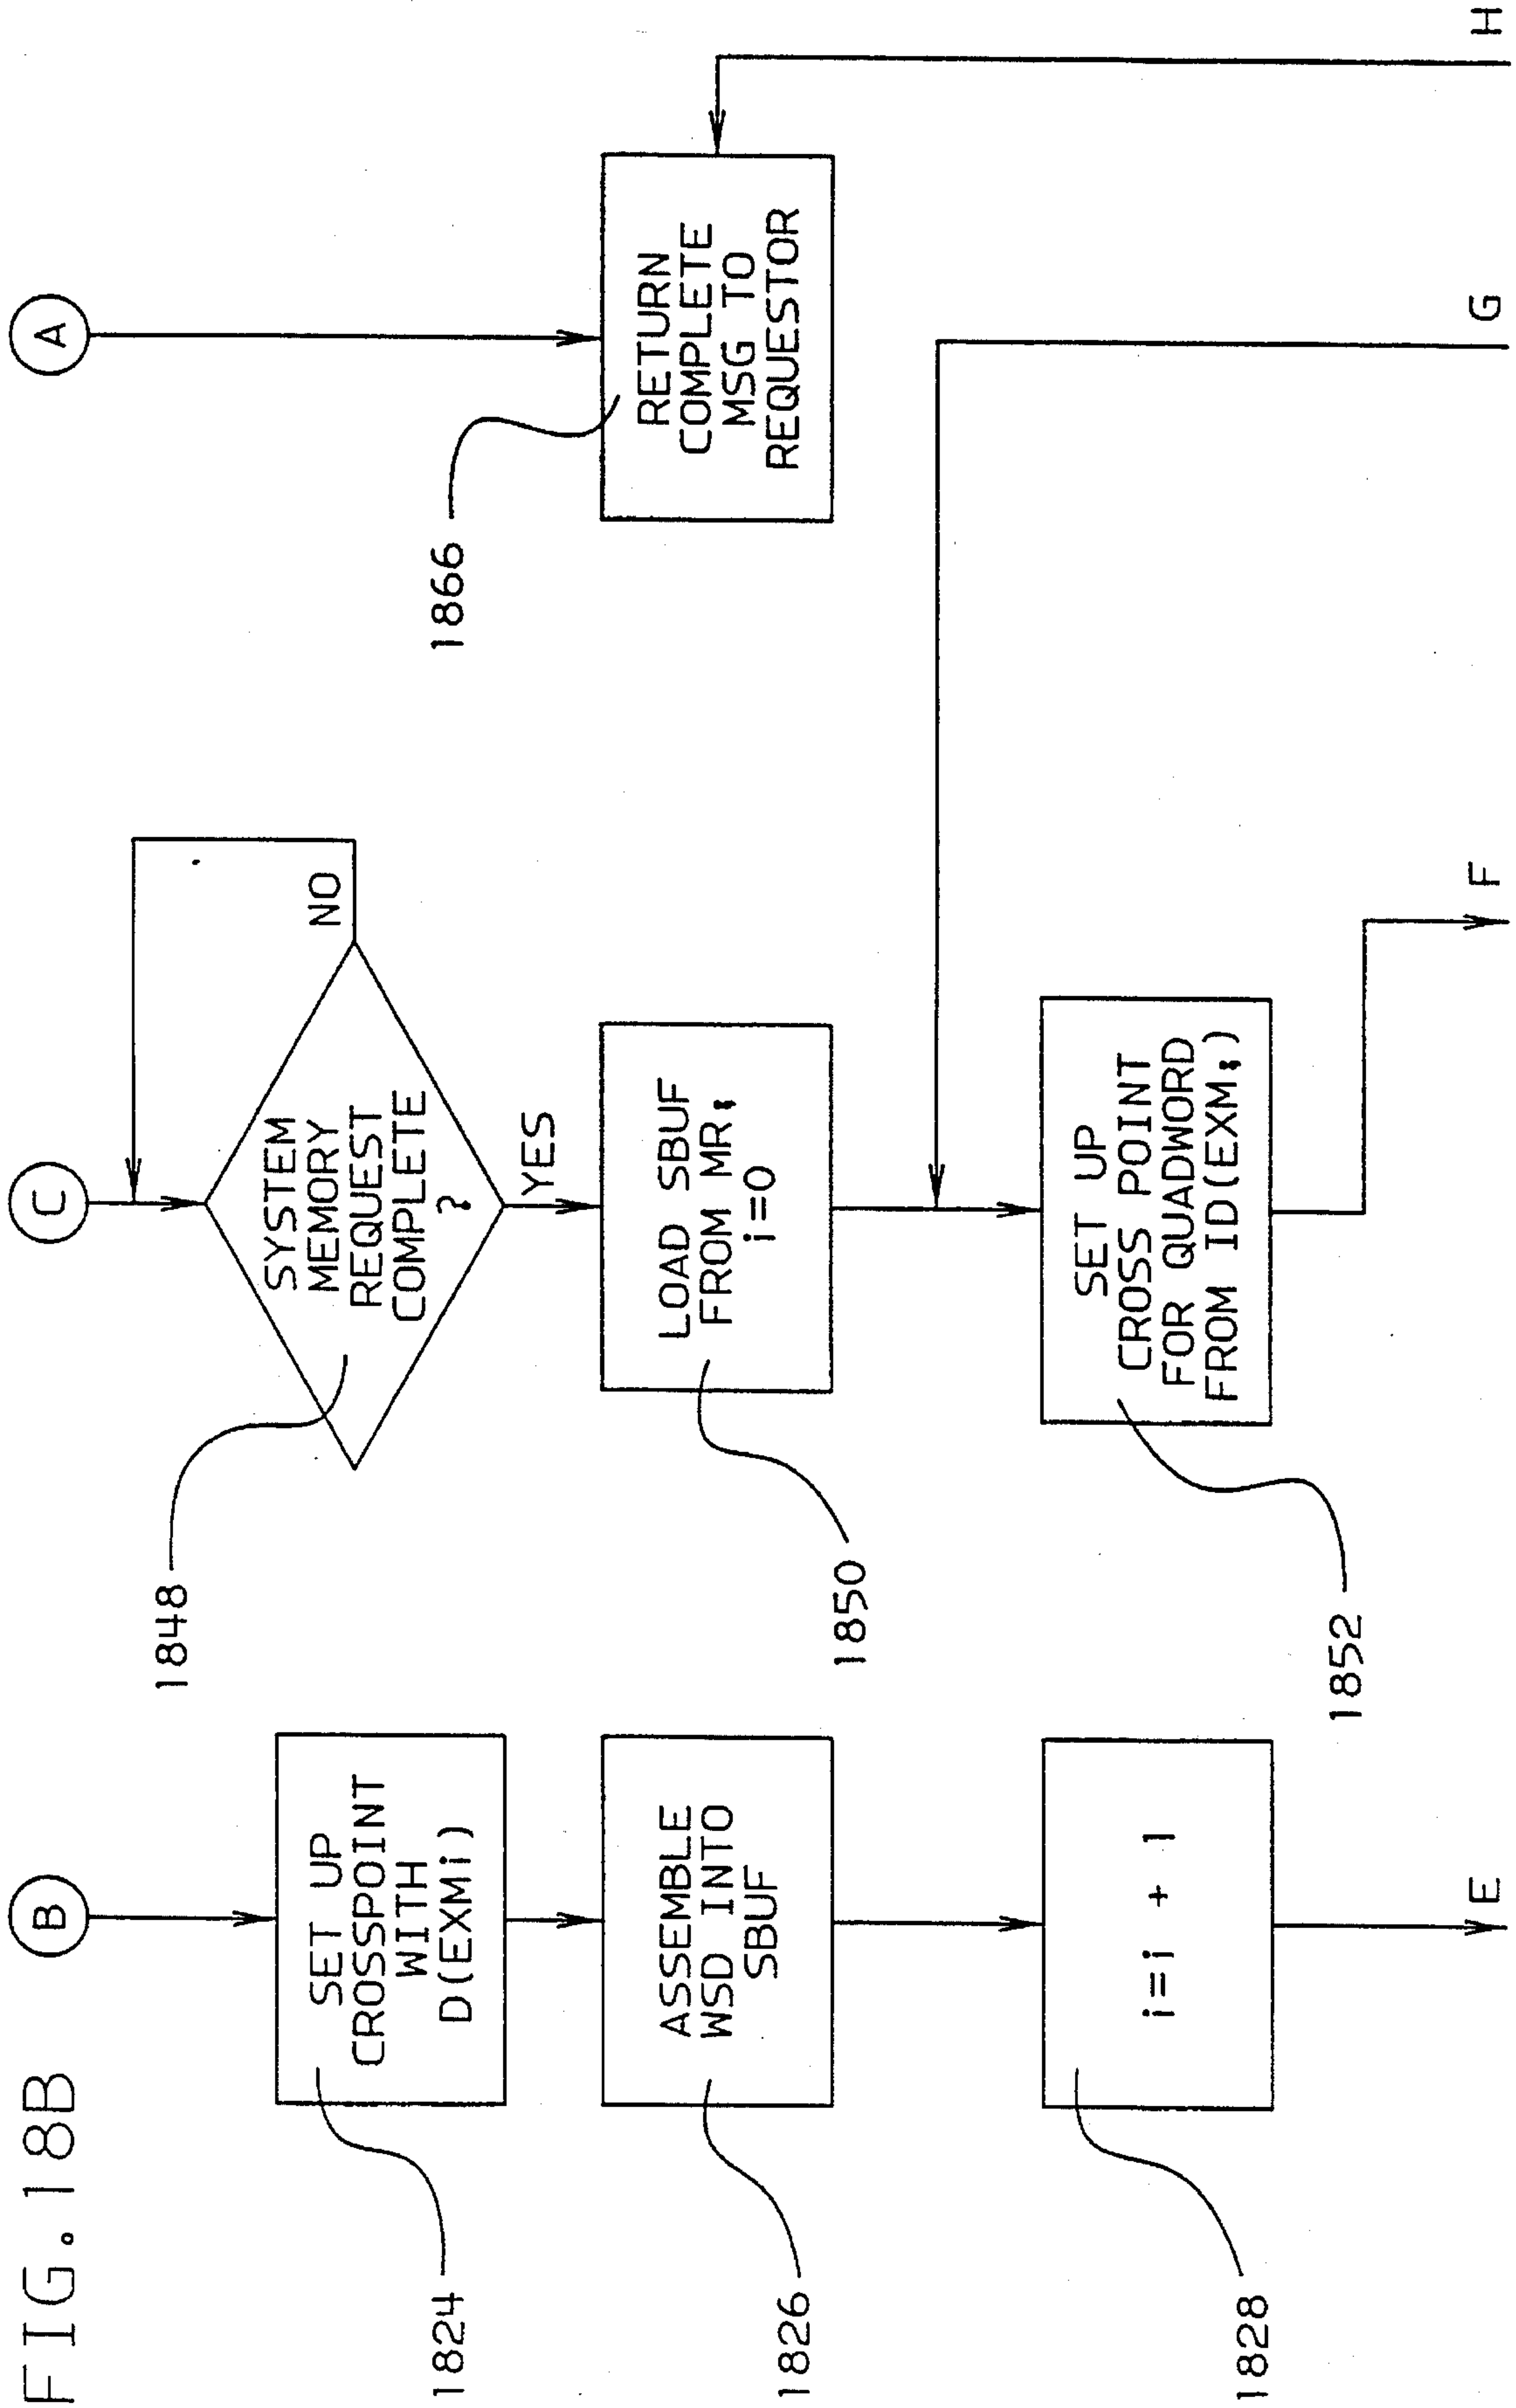 FIG.18B
B
SET UP
CROSSPOINT
WITH
D(EXMi)
1824
ASSEMBLE
WSD INTO
SBUF
1826
i=i + 1
1828
E
C
SYSTEM
MEMORY
REQUEST
COMPLETE
?
NO
YES
1848
LOAD SBUF
FROM MR;
i=0
1850
SET UP
CROSS POINT
FOR QUADWORD
FROM ID(EXM;)
1852
F
A
RETURN
COMPLETE
MSG TO
REQUESTOR
1866
G
H